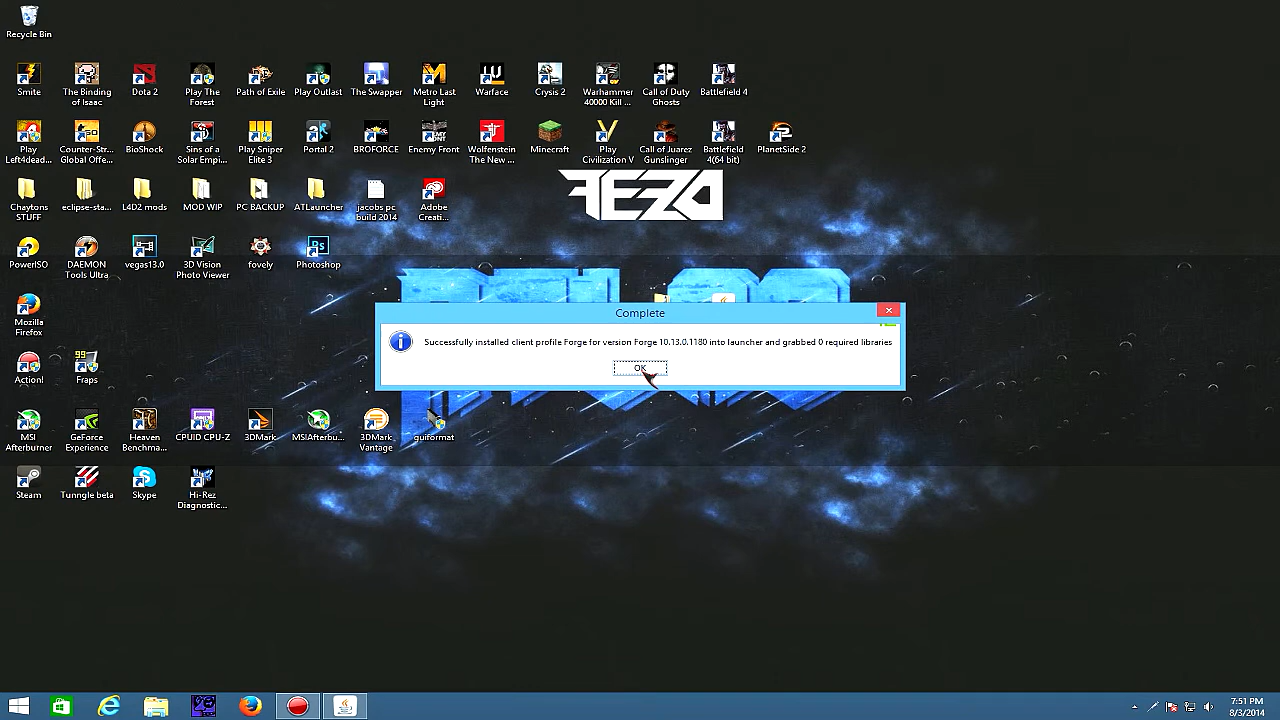 Recycle Bin
Smite
The Binding
of Isaac
Dota 2
Play The
Forest
Path of Exile
Play Outlast
The Swapper
Metro Last
Light
Warface
Crysis 2
Warhammer
40000 Kill ...
Call of Duty
Ghosts
Battlefield 4
Play
Left4dead...
Counter-Str...
Global Offe...
BioShock
Sins of a
Solar Empi...
Play Sniper
Elite 3
Portal 2
BROFORCE
Enemy Front
Wolfenstein
The New ...
Minecraft
Play
Civilization V
Call of Juarez
Gunslinger
Battlefield
4(64 bit)
PlanetSide 2
Chaytons
STUFF
eclipse-sta...
L4D2 mods
MOD WIP
PC BACKUP
ATLauncher
jacobs pc
build 2014
Adobe
Creati...
FEZO
PowerISO
DAEMON
Tools Ultra
vegas13.0
3D Vision
Photo Viewer
fovely
Photoshop
Complete
Successfully installed client profile Forge for version Forge 10.13.0.1180 into launcher and grabbed 0 required libraries
OK
Mozilla
Firefox
Action!
Fraps
MSI
Afterburner
GeForce
Experience
Heaven
Benchma...
CPUID CPU-Z
3DMark
MSIAfterbu...
3DMark
Vantage
guiformat
Steam
Tunngle beta
Skype
Hi-Rez
Diagnostic...
7:51 PM
8/3/2014